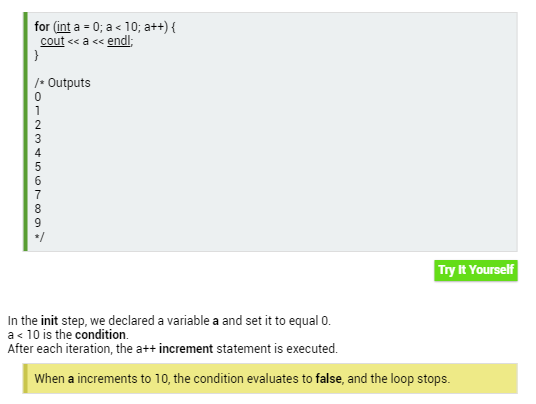 for (int a = 0; a < 10; a++) {
cout << a << endl;
}
/* Outputs
0
1
2
3
4
5
6
7
8
9
*/
Try It Yourself
In the init step, we declared a variable a and set it to equal 0.
a < 10 is the condition.
After each iteration, the a++ increment statement is executed.
When a increments to 10, the condition evaluates to false, and the loop stops.